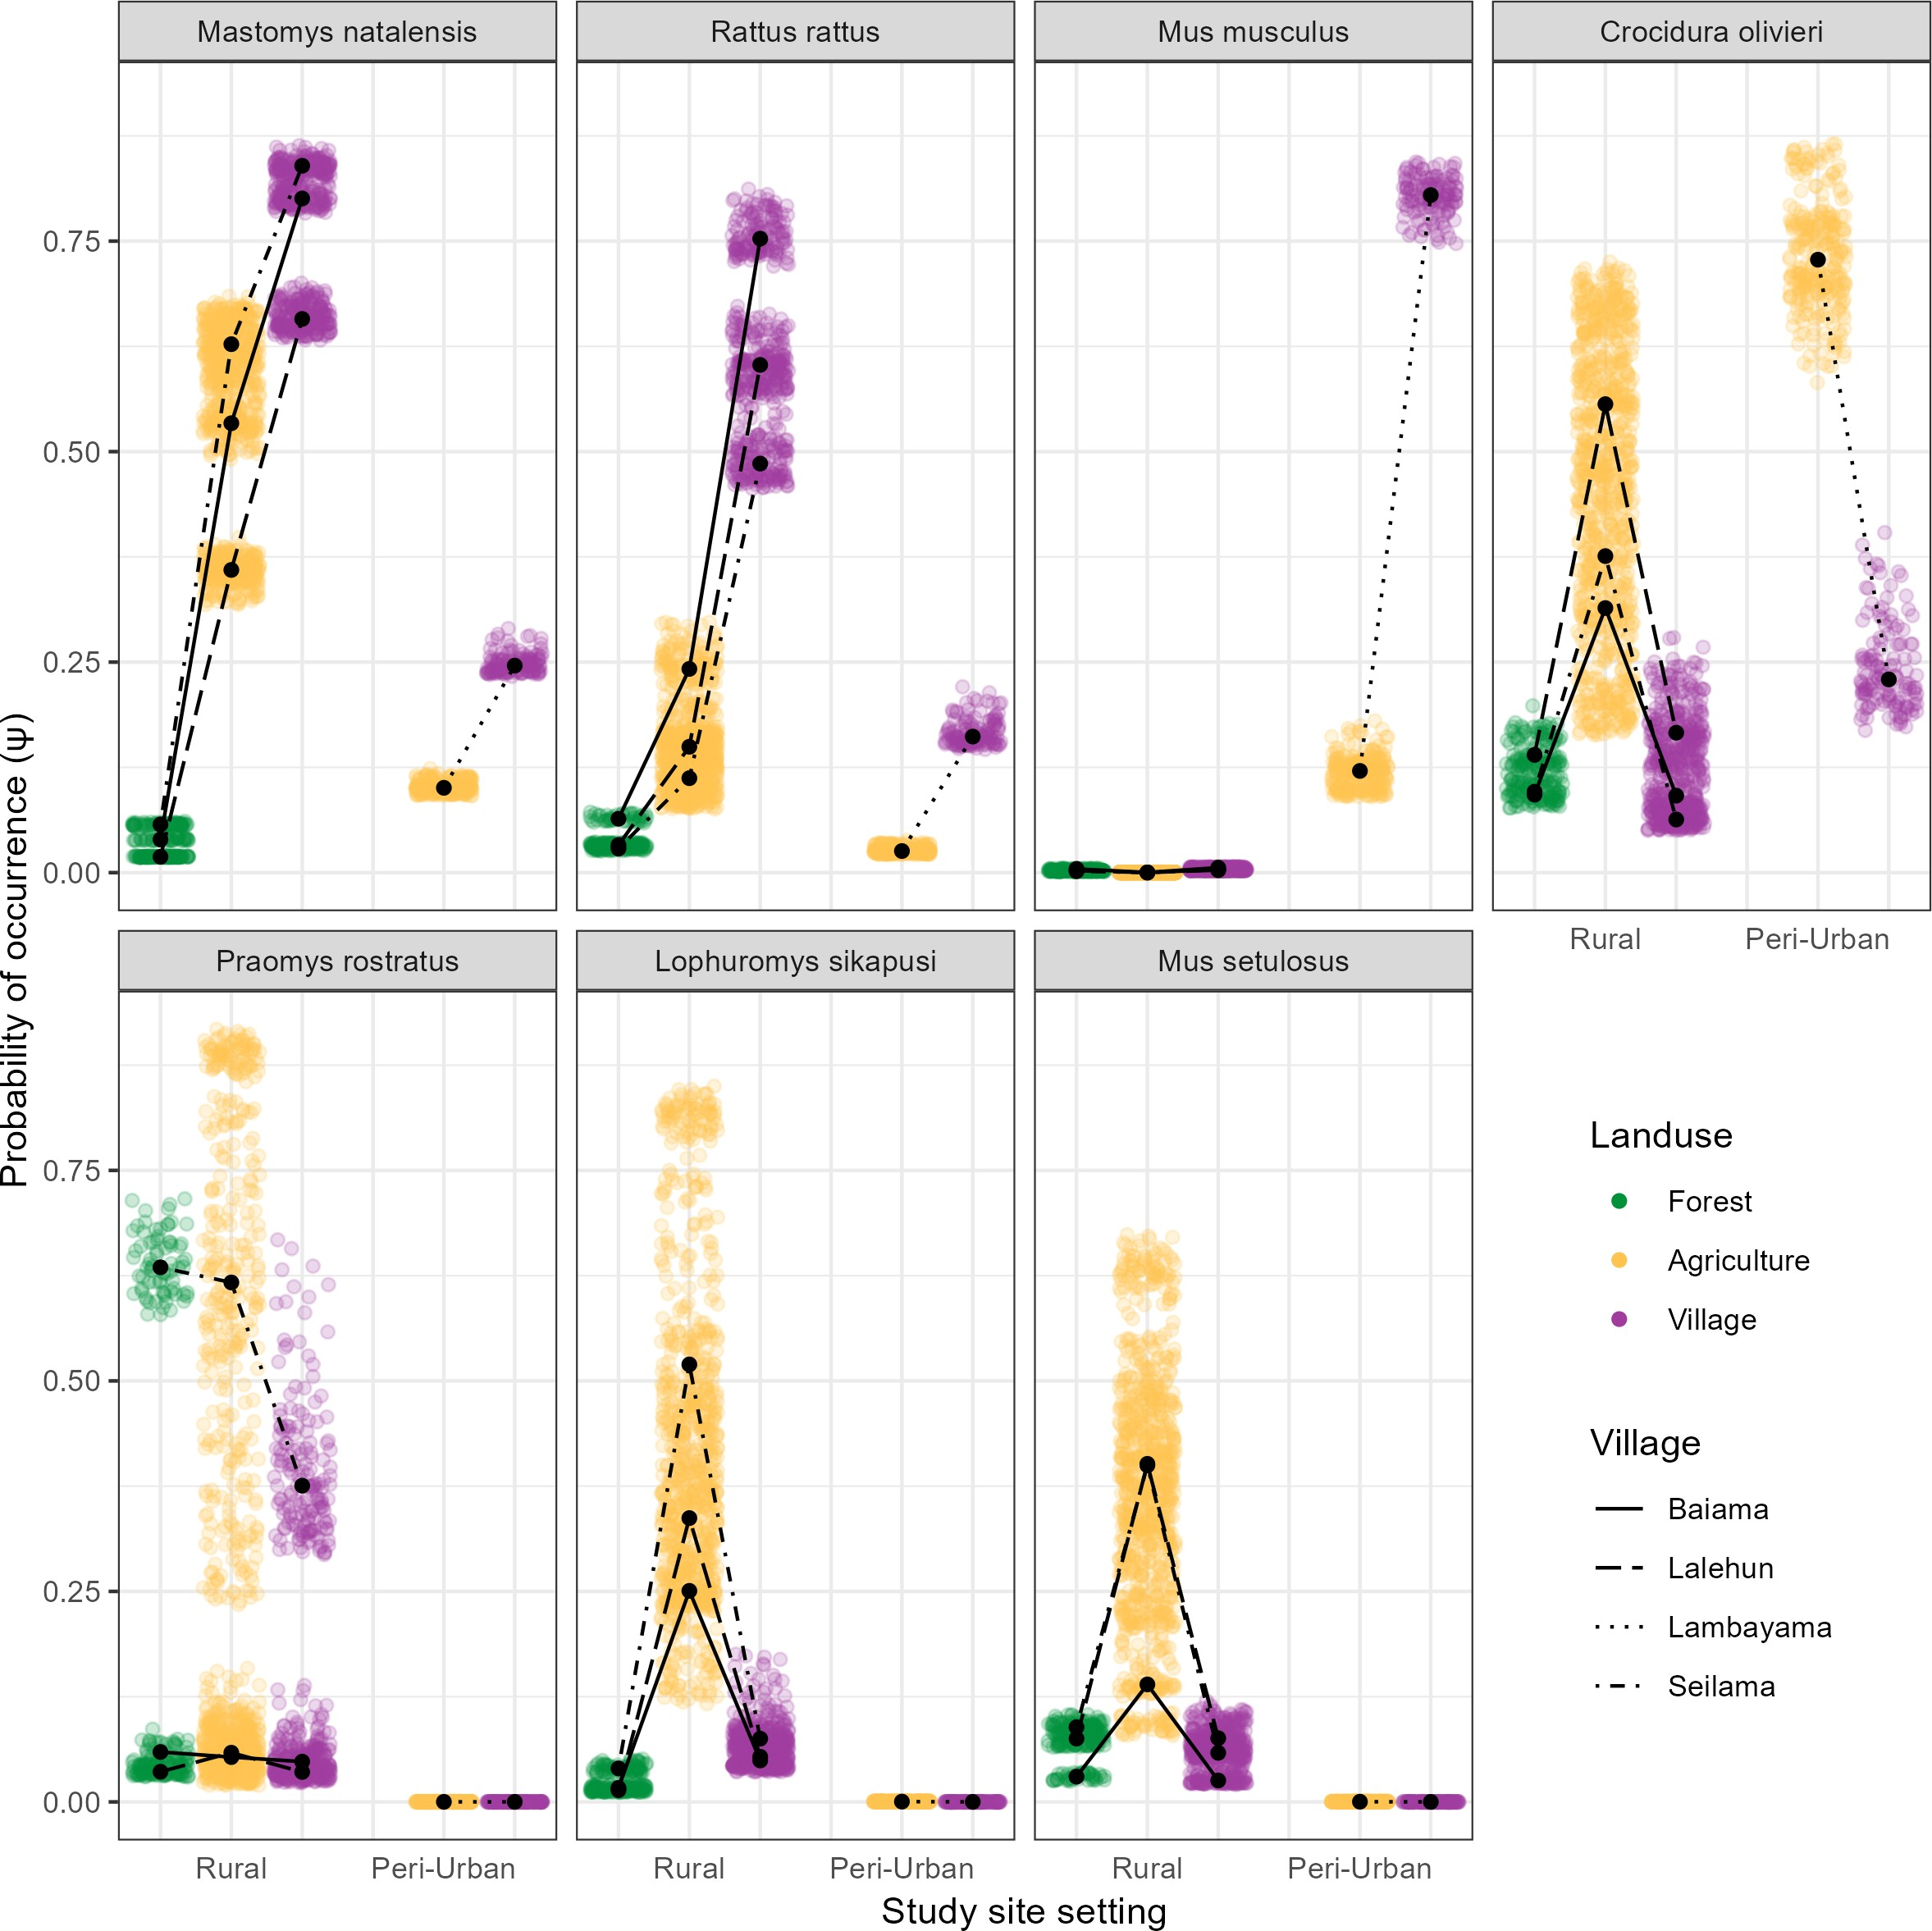 Mastomys natalensis
Rattus rattus
Mus musculus
Crocidura olivieri
0.75
0.50
0.25
0.00
Rural
Peri-Urban
Probability of occurrence (ψ)
Praomys rostratus
Lophuromys sikapusi
Mus setulosus
0.75
0.50
0.25
0.00
Rural
Peri-Urban
Rural
Peri-Urban
Rural
Peri-Urban
Study site setting
Landuse
Forest
Agriculture
Village
Village
Baiama
Lalehun
Lambayama
Seilama